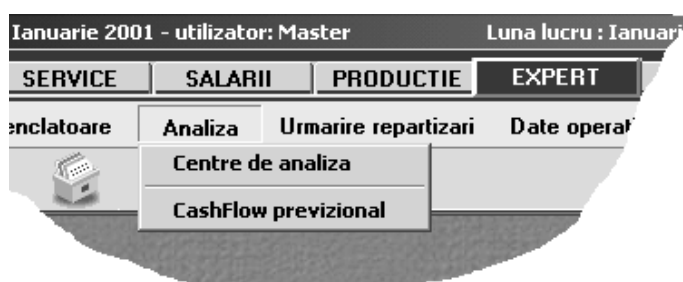 Ianuarie 2001 - utilizator: Master Luna lucru : Ianuari
SERVICE SALARII PRODUCTIE EXPERT
enclatoare Analiza Urmarire repartizari Date operat
Centre de analiza
CashFlow previzional